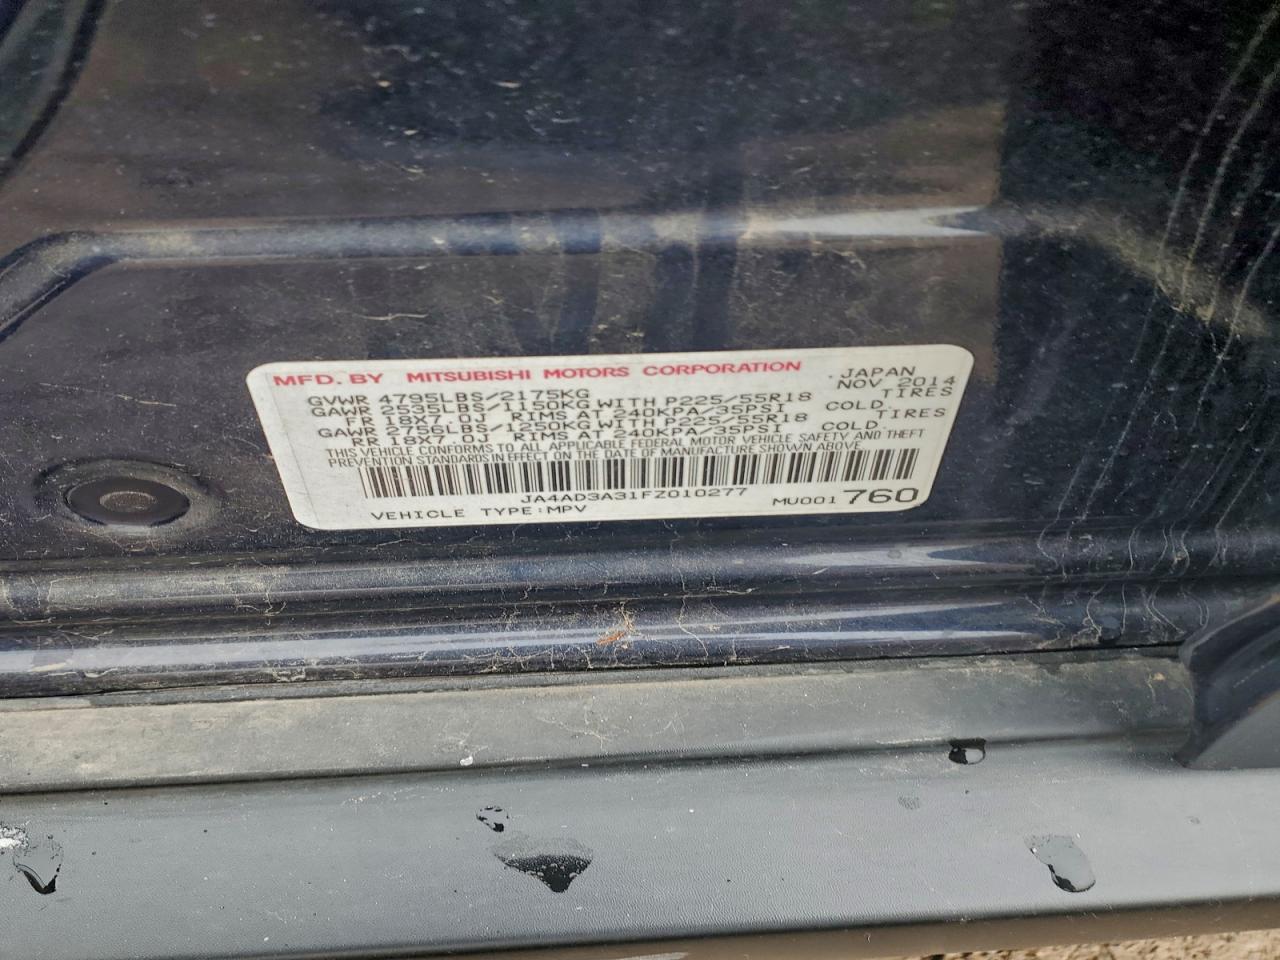 MFD. BY MITSUBISHI MOTORS CORPORATION JAPAN
NOV, 2014
GVWR 4795LBS/2175KG
GAWR 2535LBS/1150KG WITH P225/55R18 TIRES
FR 18X7.0J RIMS AT 240KPA/35PSI COLD.
GAWR 2756LBS/1250KG WITH P225/55R18 TIRES
RR 18X7.0J RIMS AT 240KPA/35PSI COLD.
THIS VEHICLE CONFORMS TO ALL APPLICABLE FEDERAL MOTOR VEHICLE SAFETY AND THEFT
PREVENTION STANDARDS IN EFFECT ON THE DATE OF MANUFACTURE SHOWN ABOVE
JA4AD3A31FZ010277 MU001 760
VEHICLE TYPE:MPV